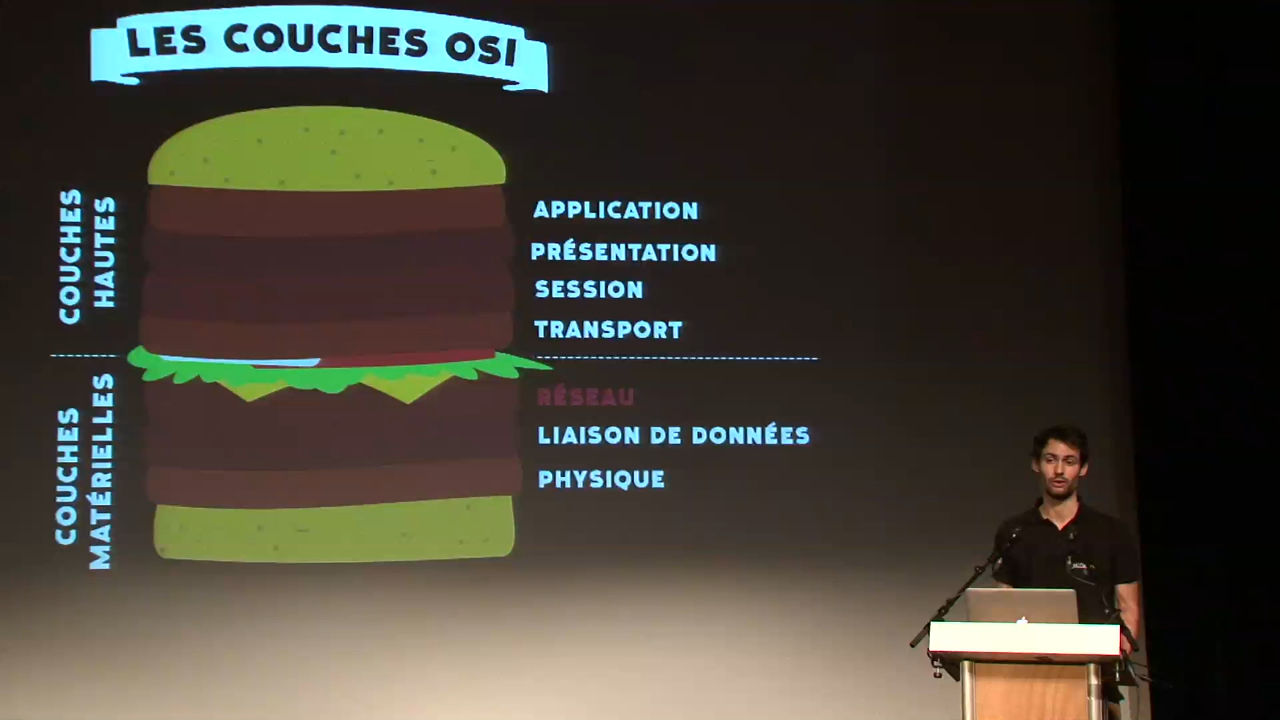 LES COUCHES OSI
COUCHES
HAUTES
APPLICATION
PRÉSENTATION
SESSION
TRANSPORT
COUCHES
MATÉRIELLES
RÉSEAU
LIAISON DE DONNÉES
PHYSIQUE